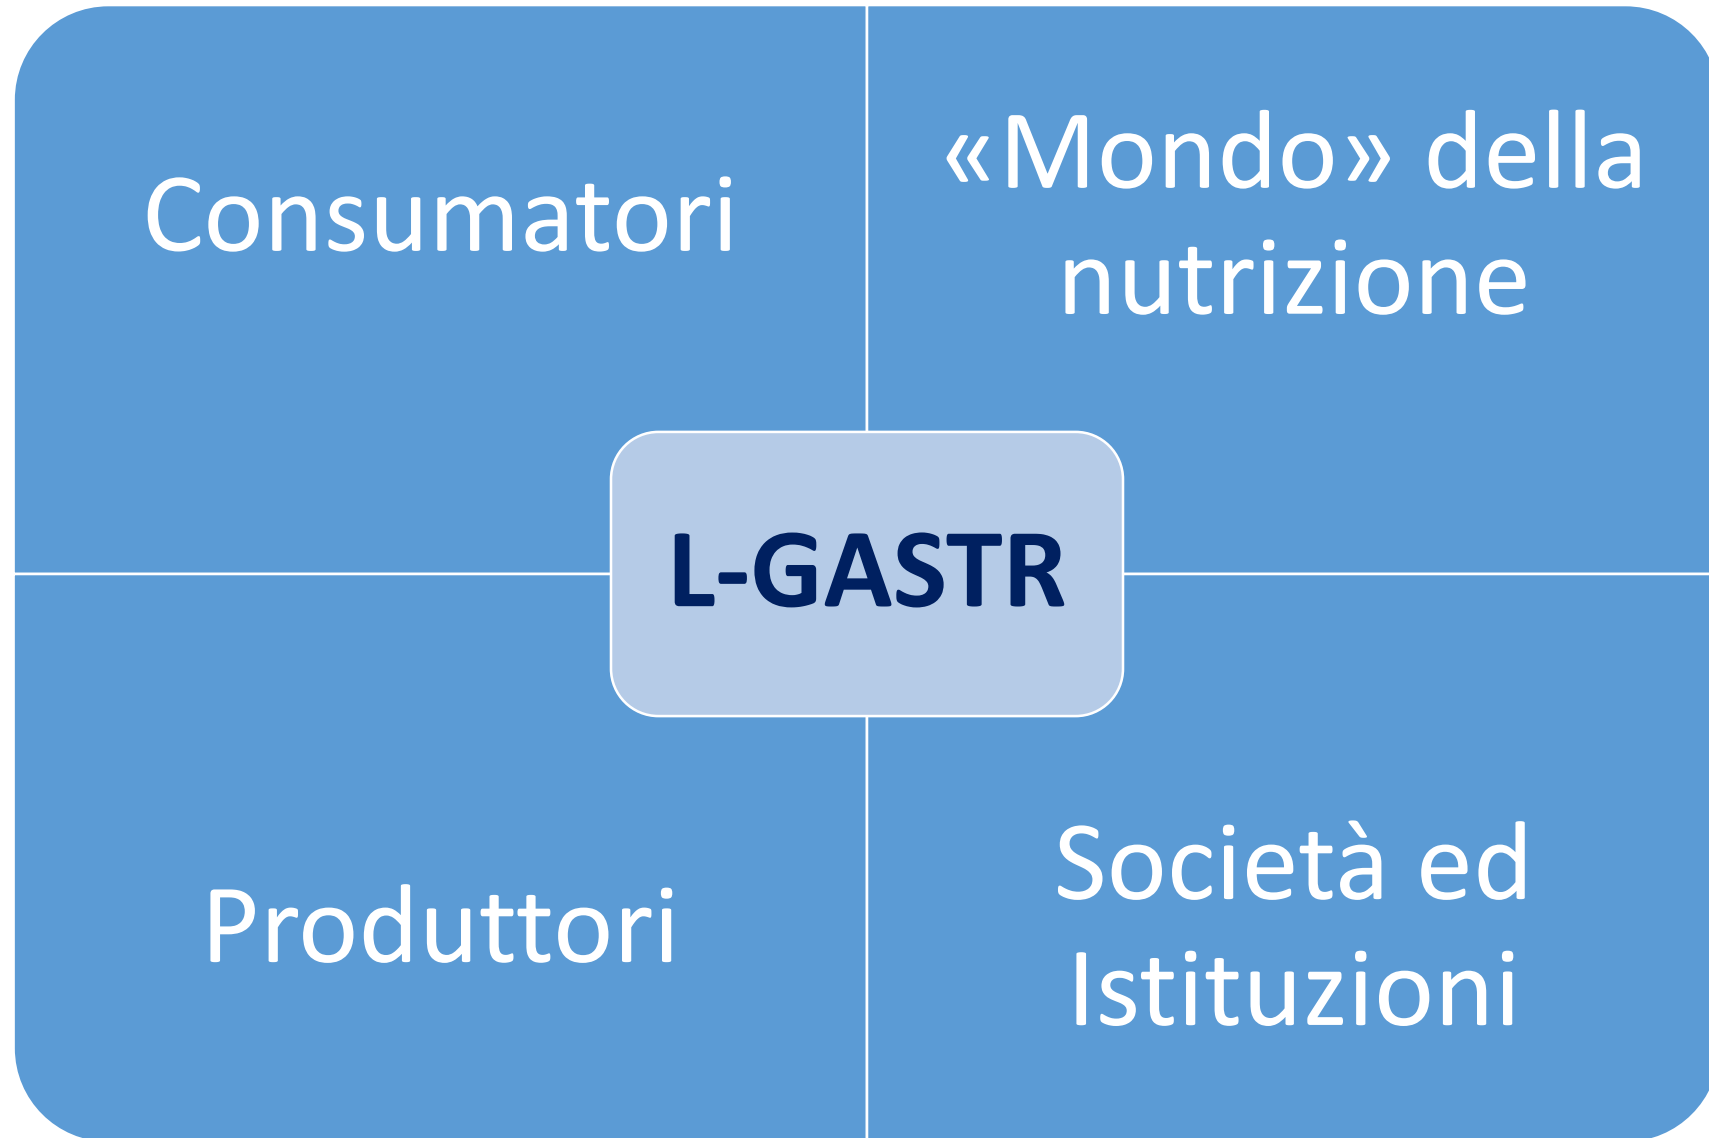 Consumatori
«Mondo» della
nutrizione
L-GASTR
Produttori
Società ed
Istituzioni